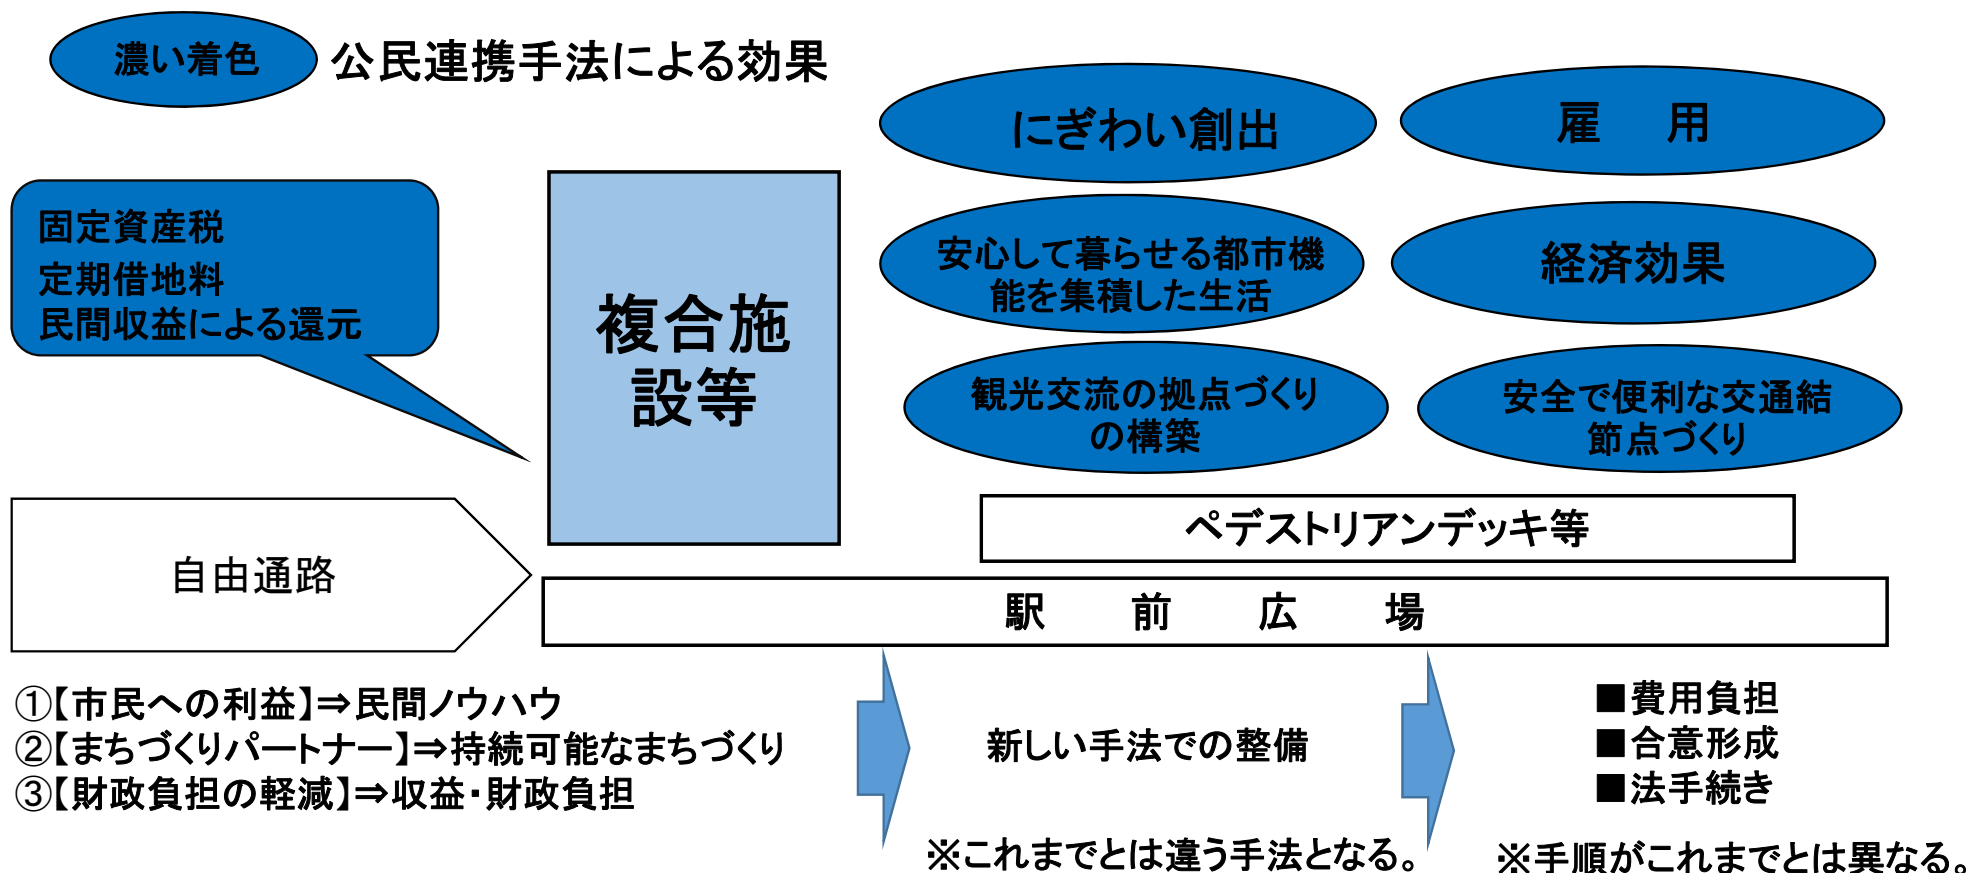 濃い着色
公民連携手法による効果
にぎわい創出
雇　用
固定資産税
定期借地料
民間収益による還元
複合施
設等
安心して暮らせる都市機
能を集積した生活
経済効果
観光交流の拠点づくり
の構築
安全で便利な交通結
節点づくり
ペデストリアンデッキ等
自由通路
駅　前　広　場
①【市民への利益】⇒民間ノウハウ
②【まちづくりパートナー】⇒持続可能なまちづくり
③【財政負担の軽減】⇒収益・財政負担
新しい手法での整備
※これまでとは違う手法となる。
■費用負担
■合意形成
■法手続き
※手順がこれまでとは異なる。